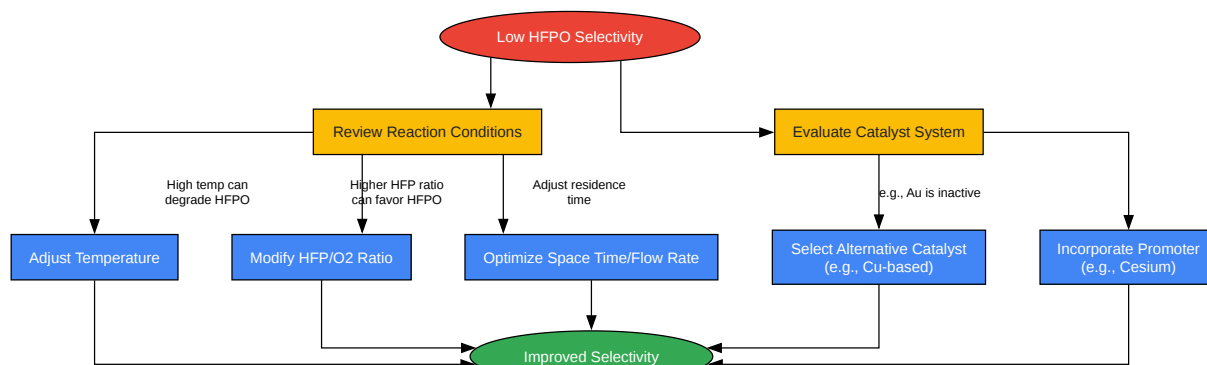 Low HFPO Selectivity
Review Reaction Conditions
Evaluate Catalyst System
High temp can
degrade HFPO
Higher HFP ratio
can favor HFPO
Adjust residence
time
e.g., Au is inactive
Adjust Temperature
Modify HFP/O2 Ratio
Optimize Space Time/Flow Rate
Select Alternative Catalyst
(e.g., Cu-based)
Incorporate Promoter
(e.g., Cesium)
Improved Selectivity